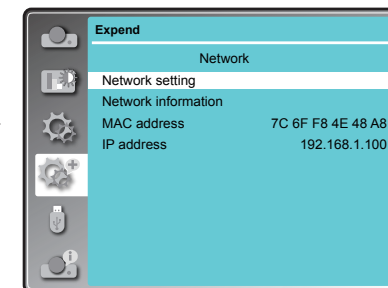 Expend
Network
Network setting
Network information
MAC address 7C 6F F8 4E 48 A8
IP address 192.168.1.100